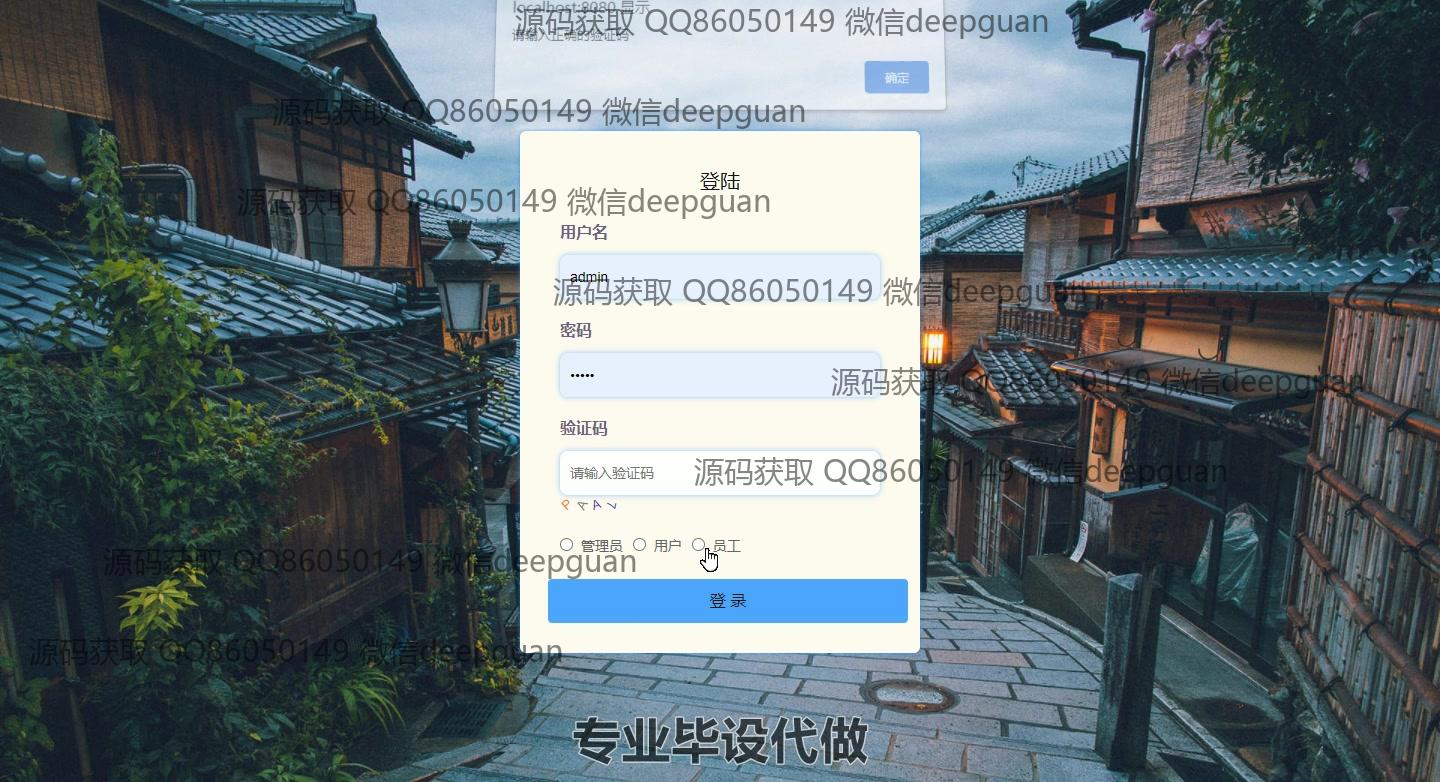 localhost:8080 显示
源码获取 QQ86050149 微信deepguan
请输入正确的验证码
确定
源码获取 QQ86050149 微信deepguan
登陆
源码获取 QQ86050149 微信deepguan
用户名
admin
源码获取 QQ86050149 微信deepguan
密码
•••••
源码获取 QQ86050149 微信deepguan
验证码
请输入验证码
源码获取 QQ86050149 微信deepguan
管理员 用户 员工
源码获取 QQ86050149 微信deepguan
登 录
源码获取 QQ86050149 微信deepguan
专业毕设代做